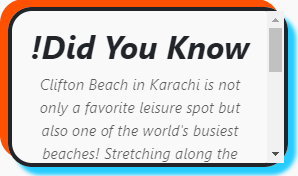 !Did You Know
Clifton Beach in Karachi is not
only a favorite leisure spot but
also one of the world's busiest
beaches! Stretching along the